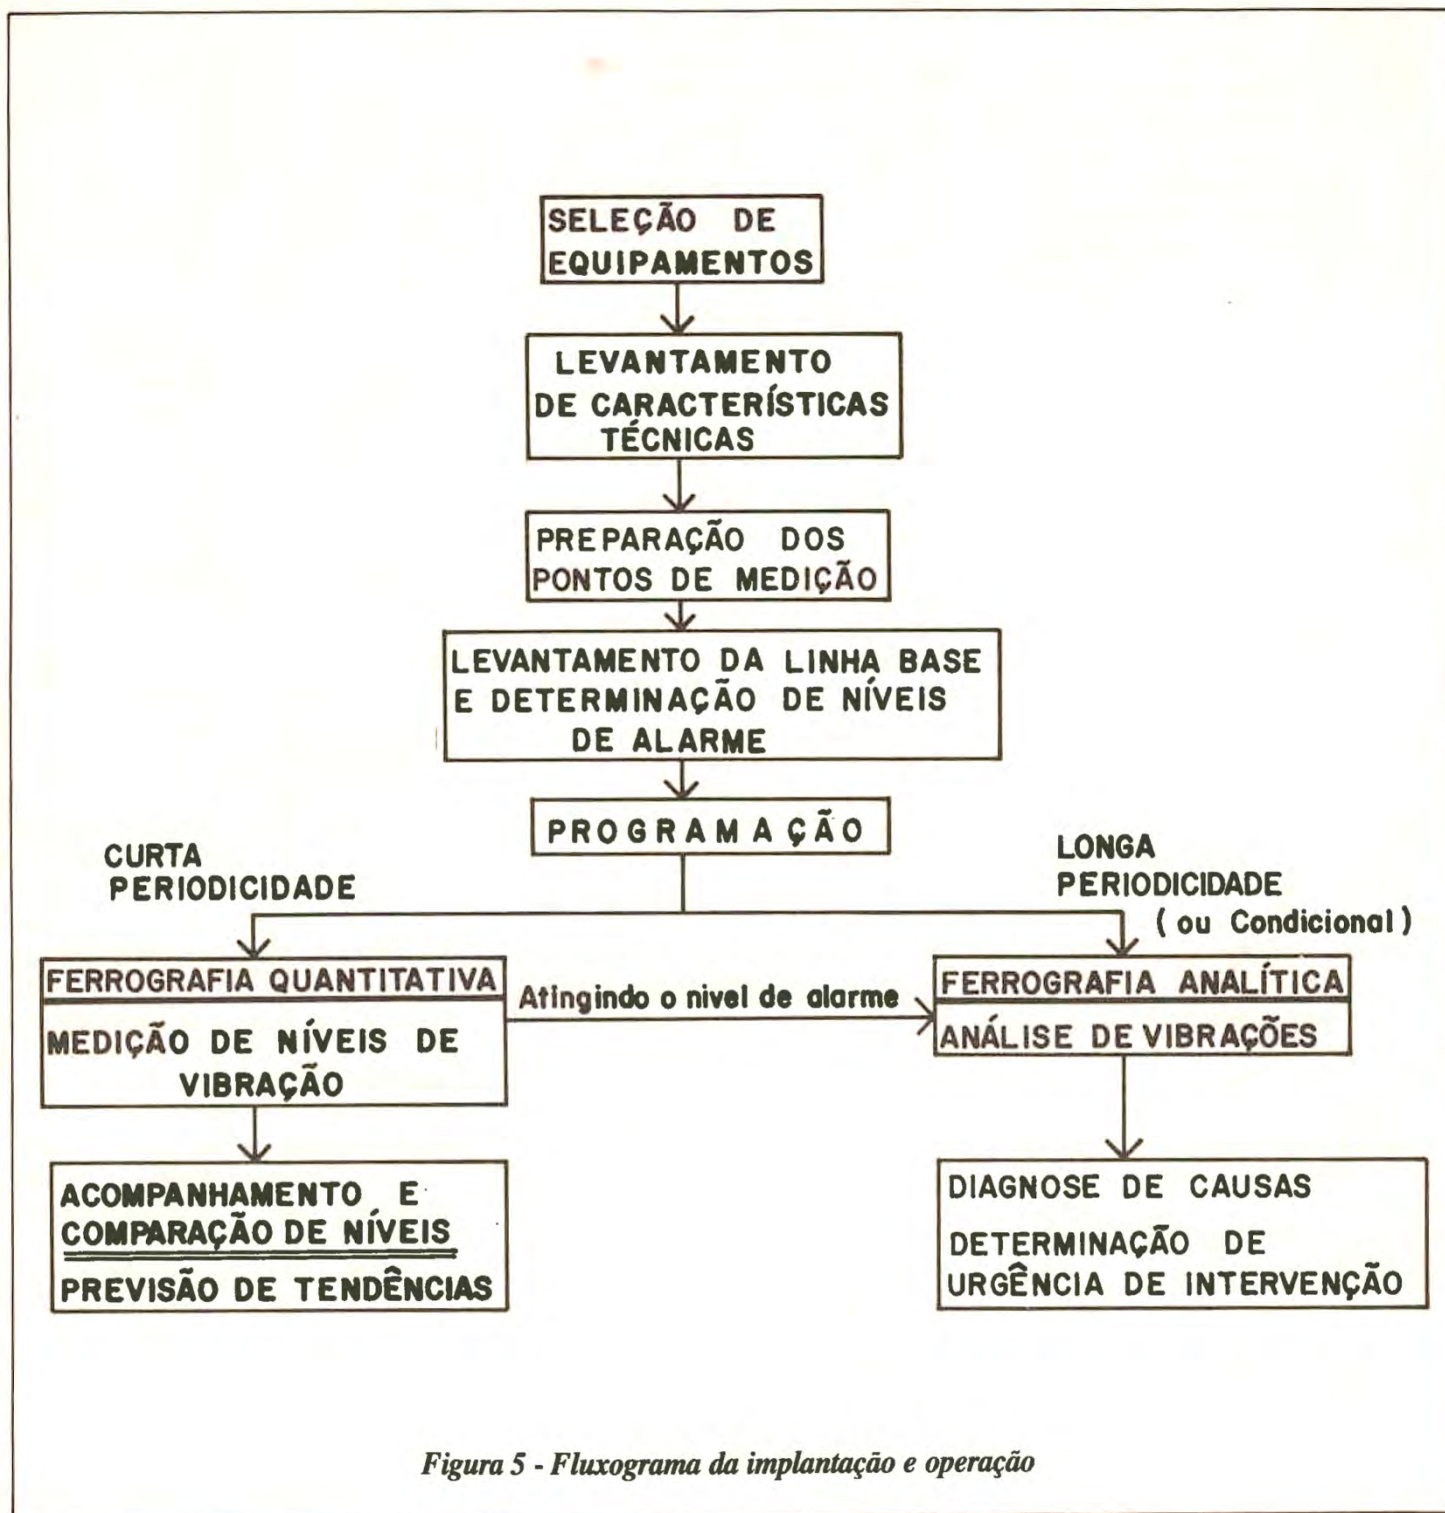 SELEÇÃO DE
EQUIPAMENTOS
LEVANTAMENTO
DE CARACTERÍSTICAS
TÉCNICAS
PREPARAÇÃO DOS
PONTOS DE MEDIÇÃO
LEVANTAMENTO DA LINHA BASE
E DETERMINAÇÃO DE NÍVEIS
DE ALARME
PROGRAMAÇÃO
CURTA
PERIODICIDADE
LONGA
PERIODICIDADE
( ou Condicional )
FERROGRAFIA QUANTITATIVA
MEDIÇÃO DE NÍVEIS DE
VIBRAÇÃO
Atingindo o nivel de alarme
FERROGRAFIA ANALÍTICA
ANÁLISE DE VIBRAÇÕES
ACOMPANHAMENTO E
COMPARAÇÃO DE NÍVEIS
PREVISÃO DE TENDÊNCIAS
DIAGNOSE DE CAUSAS
DETERMINAÇÃO DE
URGÊNCIA DE INTERVENÇÃO
Figura 5 - Fluxograma da implantação e operação